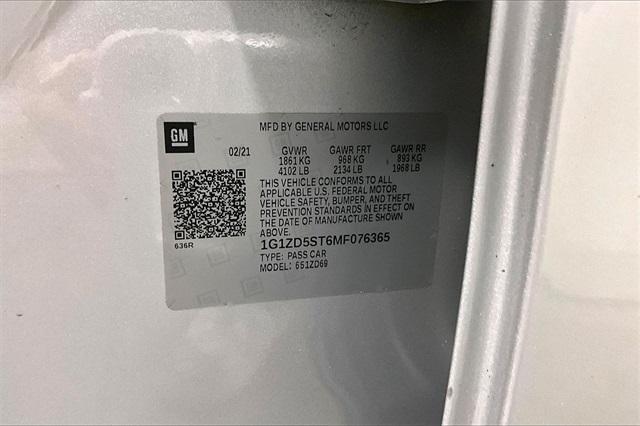 GM
MFD BY GENERAL MOTORS LLC
02/21 GVWR GAWR FRT GAWR RR
1861 KG 968 KG 893 KG
4102 LB 2134 LB 1968 LB
THIS VEHICLE CONFORMS TO ALL
APPLICABLE U.S. FEDERAL MOTOR
VEHICLE SAFETY, BUMPER, AND THEFT
PREVENTION STANDARDS IN EFFECT ON
THE DATE OF MANUFACTURE SHOWN
ABOVE.
636R
1G1ZD5ST6MF076365
TYPE: PASS CAR
MODEL: 651ZD69